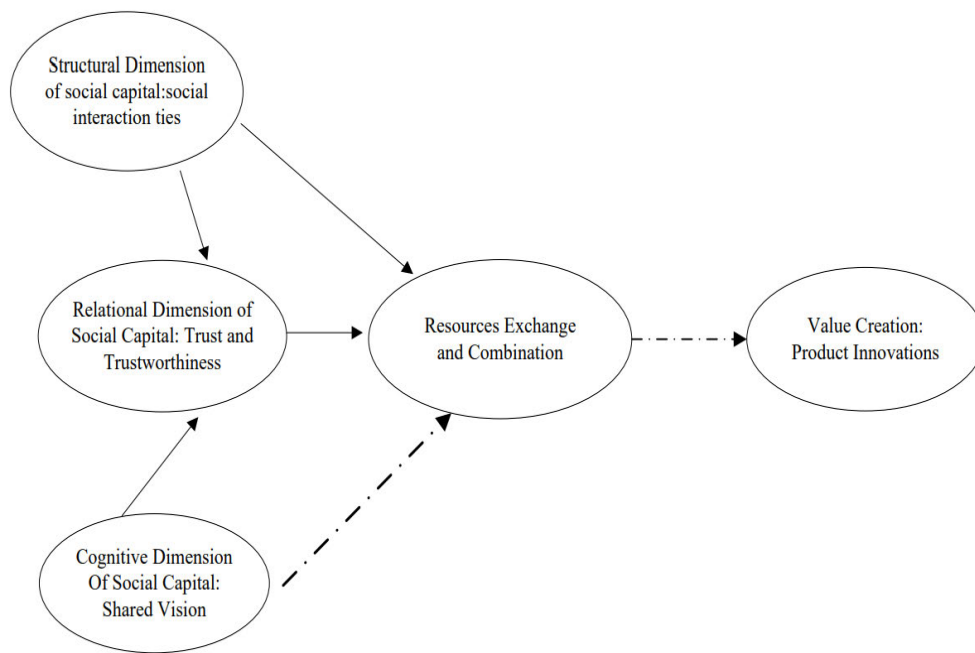 Structural Dimension
of social capital:social
interaction ties
Relational Dimension of
Social Capital: Trust and
Trustworthiness
Resources Exchange
and Combination
Value Creation:
Product Innovations
Cognitive Dimension
Of Social Capital:
Shared Vision